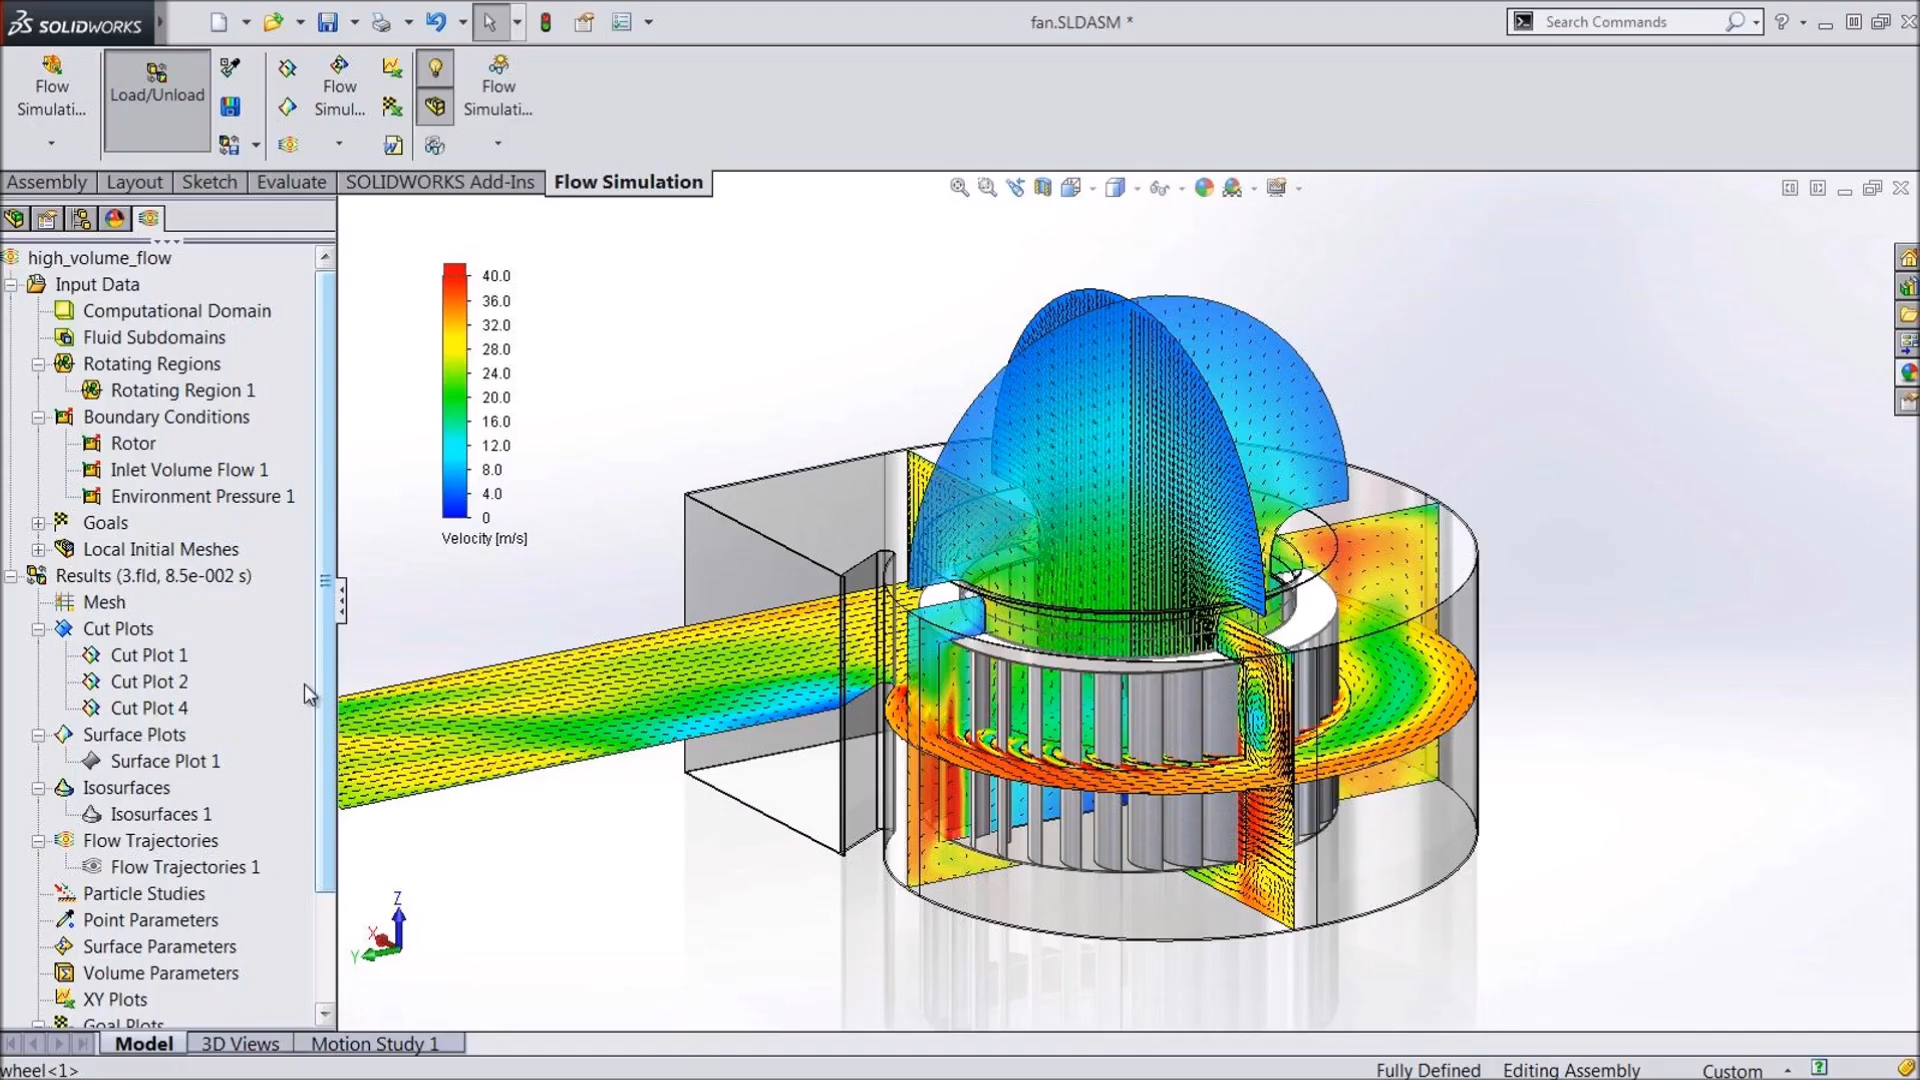 SOLIDWORKS
fan.SLDASM *
Search Commands
Flow
Simulati...
Load/Unload
Flow
Simul...
Flow
Simulati...
Assembly
Layout
Sketch
Evaluate
SOLIDWORKS Add-Ins
Flow Simulation
high_volume_flow
Input Data
Computational Domain
Fluid Subdomains
Rotating Regions
Rotating Region 1
Boundary Conditions
Rotor
Inlet Volume Flow 1
Environment Pressure 1
Goals
Local Initial Meshes
Results (3.fld, 8.5e-002 s)
Mesh
Cut Plots
Cut Plot 1
Cut Plot 2
Cut Plot 4
Surface Plots
Surface Plot 1
Isosurfaces
Isosurfaces 1
Flow Trajectories
Flow Trajectories 1
Particle Studies
Point Parameters
Surface Parameters
Volume Parameters
XY Plots
Goal Plots
40.0
36.0
32.0
28.0
24.0
20.0
16.0
12.0
8.0
4.0
0
Velocity [m/s]
Z
X
Y
Model
3D Views
Motion Study 1
wheel<1>
Fully Defined
Editing Assembly
Custom